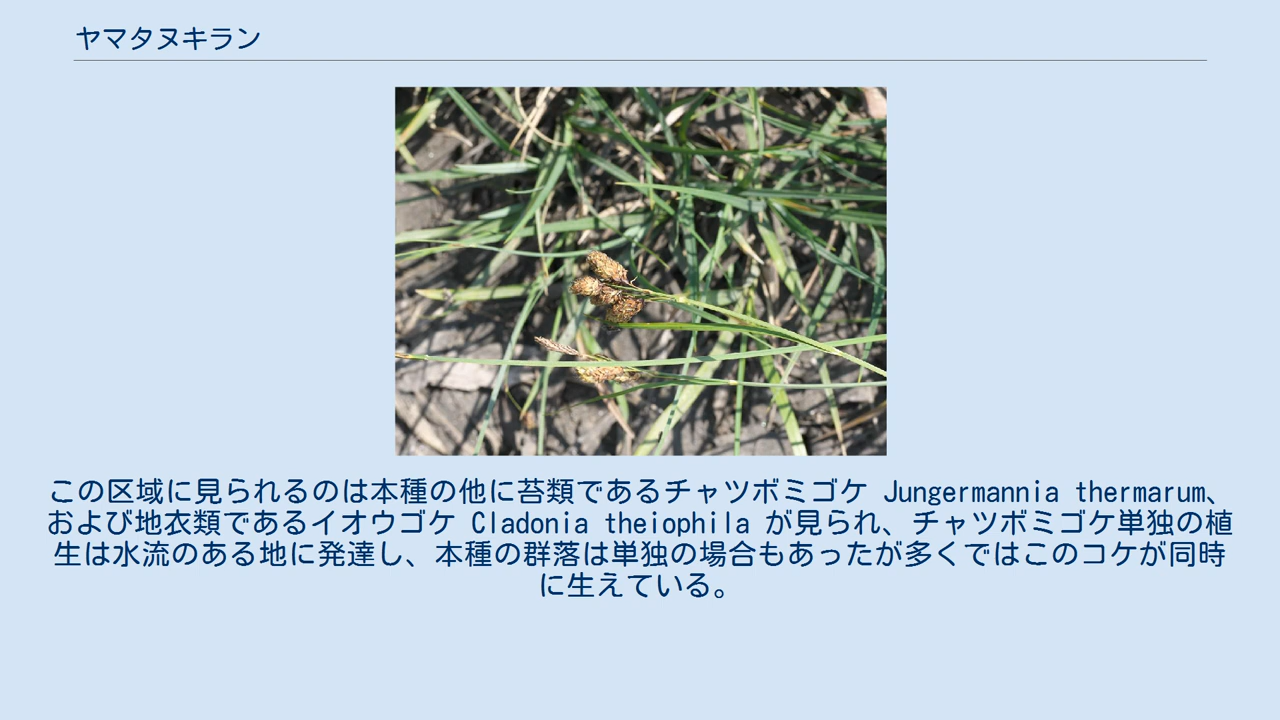 ヤマタヌキラン
この区域に見られるのは本種の他に苔類であるチャツボミゴケ Jungermannia thermarum、
および地衣類であるイオウゴケ Cladonia theiophila が見られ、チャツボミゴケ単独の植
生は水流のある地に発達し、本種の群落は単独の場合もあったが多くではこのコケが同時
に生えている。